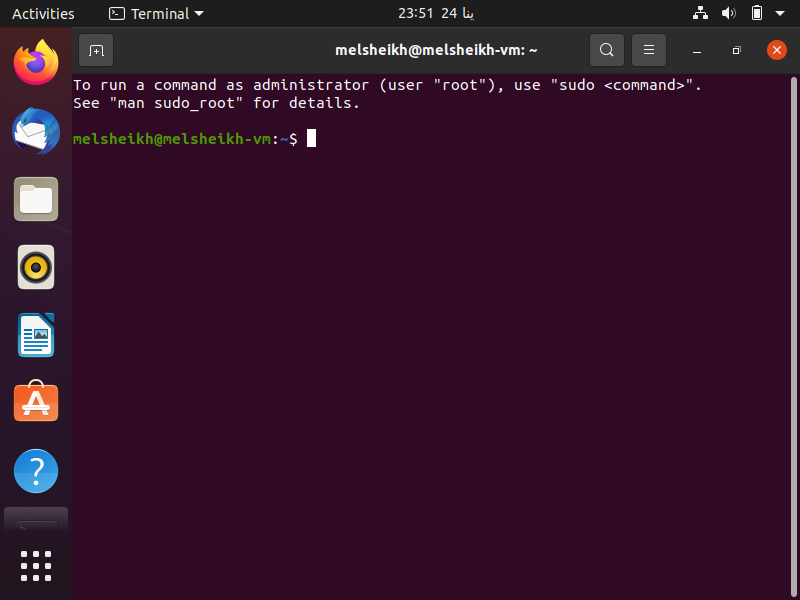 Activities Terminal 23:51 24 ينا
melsheikh@melsheikh-vm: ~
To run a command as administrator (user "root"), use "sudo <command>".
See "man sudo_root" for details.
melsheikh@melsheikh-vm:~$